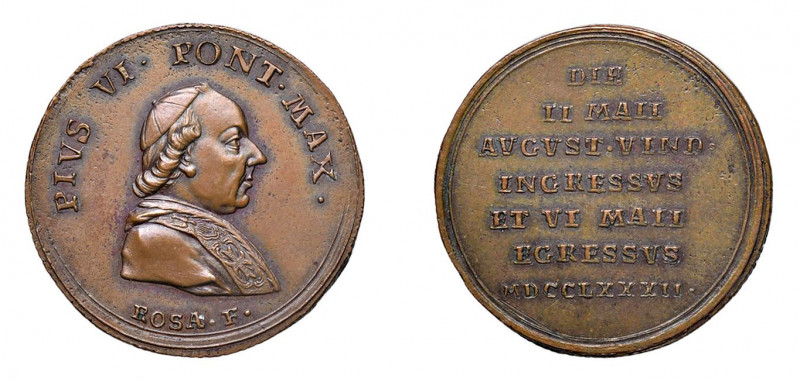 PIVS VI · PONT · MAX ·
ROSA · F ·
DIE
II MAII
AVGVST · VIND ·
INGRESSVS
ET VI MAII
EGRESSVS
MDCCLXXXII ·